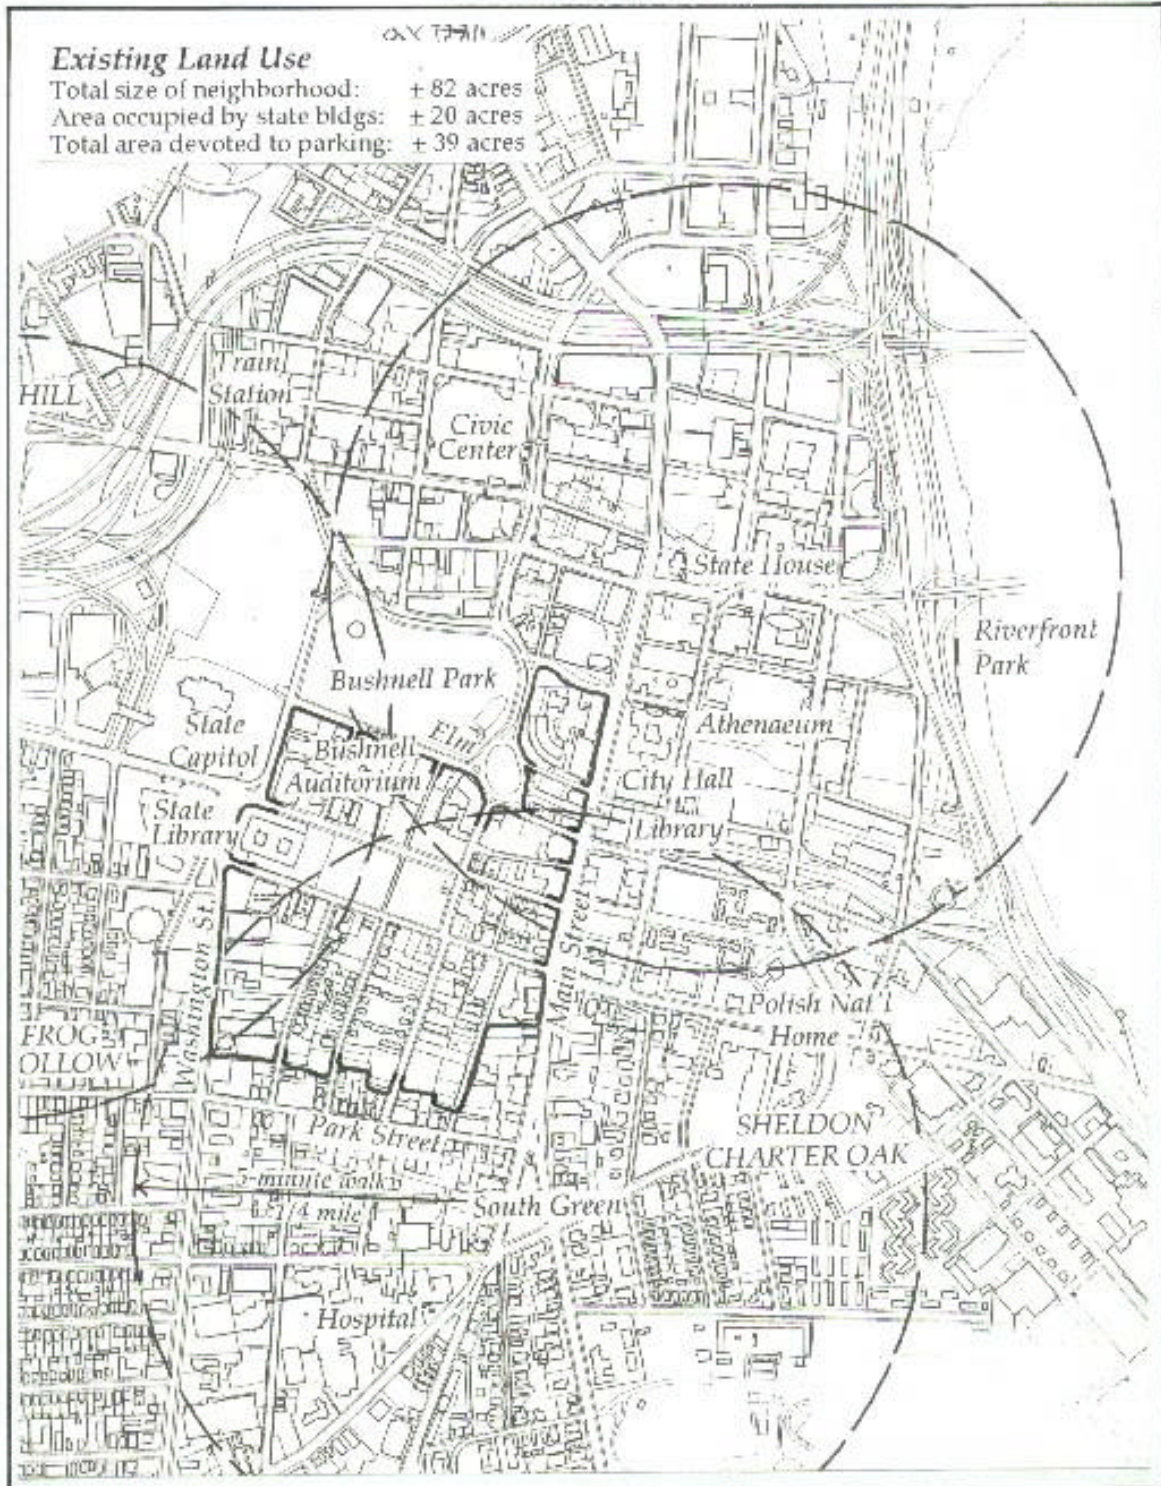 Existing Land Use
Total size of neighborhood: ± 82 acres
Area occupied by state bldgs: ± 20 acres
Total area devoted to parking: ± 39 acres
Train
Station
HILL
Civic
Center
State House
Riverfront
Park
Bushnell Park
State
Capitol
Elm
Athenaeum
Bushnell
Auditorium
City Hall
State
Library
Library
Washington St.
Main Street
Polish Nat'l
Home
FROG
OLLOW
Park Street
SHELDON
CHARTER OAK
5-minute walk
1/4 mile
South Green
Hospital